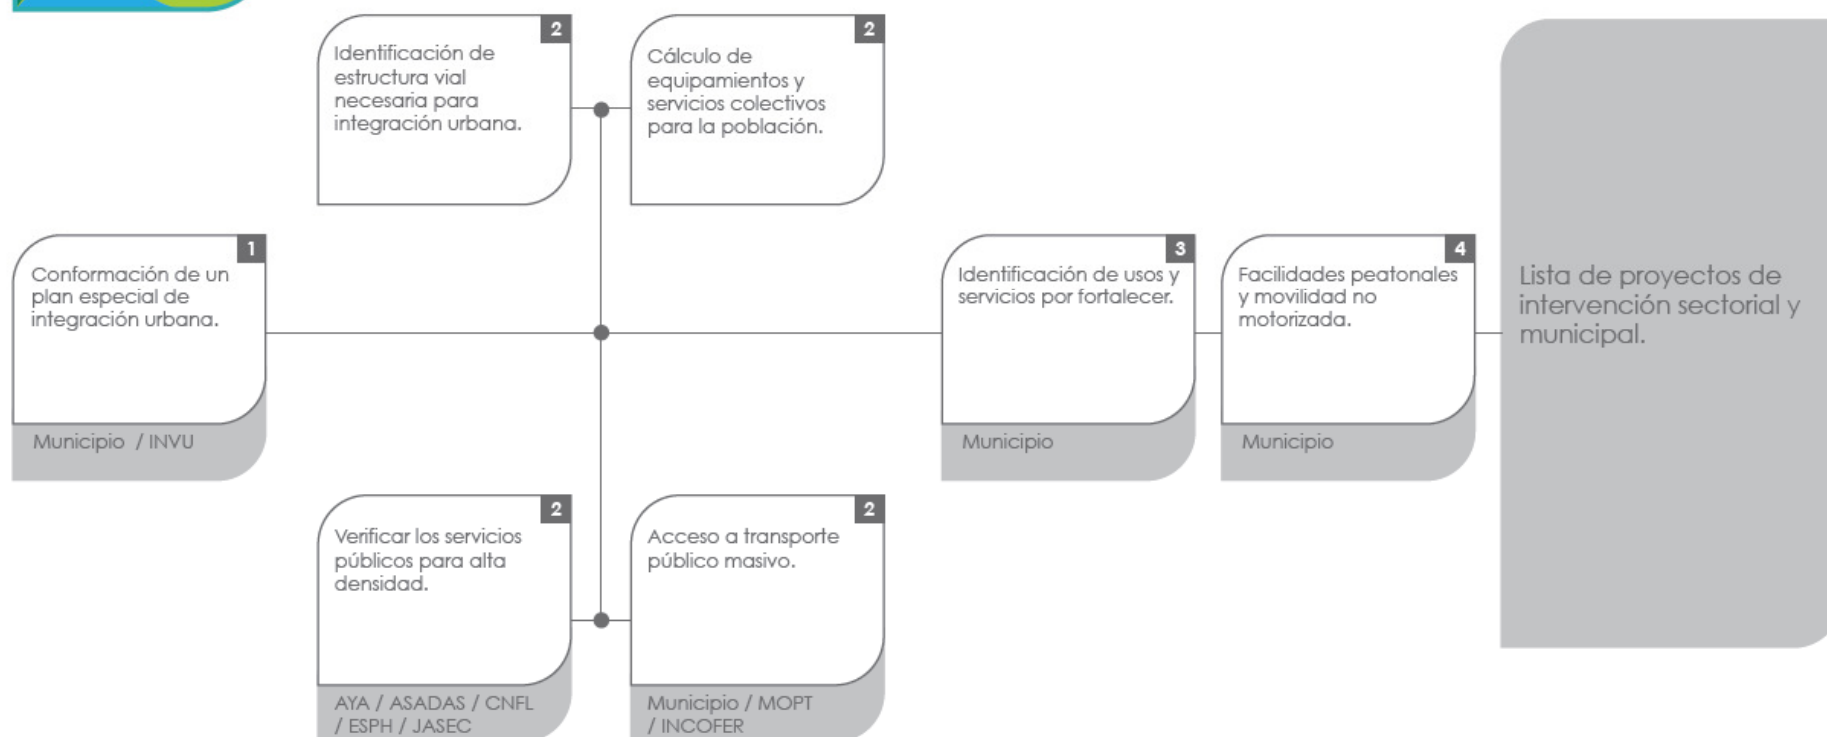 2
Identificación de
estructura vial
necesaria para
integración urbana.
2
Cálculo de
equipamientos y
servicios colectivos
para la población.
1
Conformación de un
plan especial de
integración urbana.
Municipio / INVU
3
Identificación de usos y
servicios por fortalecer.
Municipio
4
Facilidades peatonales
y movilidad no
motorizada.
Municipio
Lista de proyectos de
intervención sectorial y
municipal.
2
Verificar los servicios
públicos para alta
densidad.
AYA / ASADAS / CNFL
/ ESPH / JASEC
2
Acceso a transporte
público masivo.
Municipio / MOPT
/ INCOFER